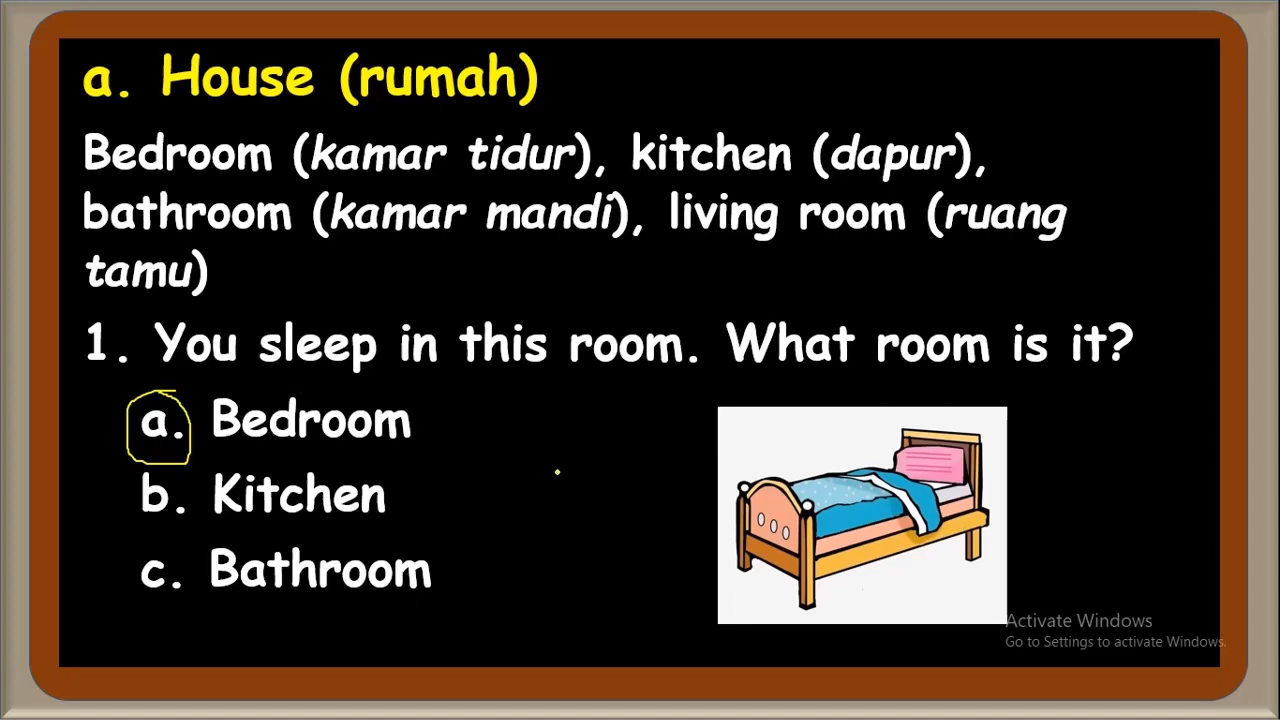 a. House (rumah)
Bedroom (kamar tidur), kitchen (dapur),
bathroom (kamar mandi), living room (ruang
tamu)
1. You sleep in this room. What room is it?
a. Bedroom
b. Kitchen
c. Bathroom
Activate Windows
Go to Settings to activate Windows.